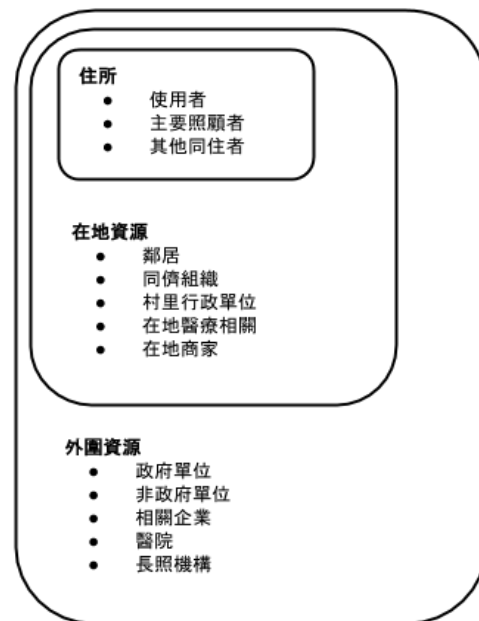 住所
● 使用者
● 主要照顧者
● 其他同住者
在地資源
● 鄰居
● 同儕組織
● 村里行政單位
● 在地醫療相關
● 在地商家
外圍資源
● 政府單位
● 非政府單位
● 相關企業
● 醫院
● 長照機構